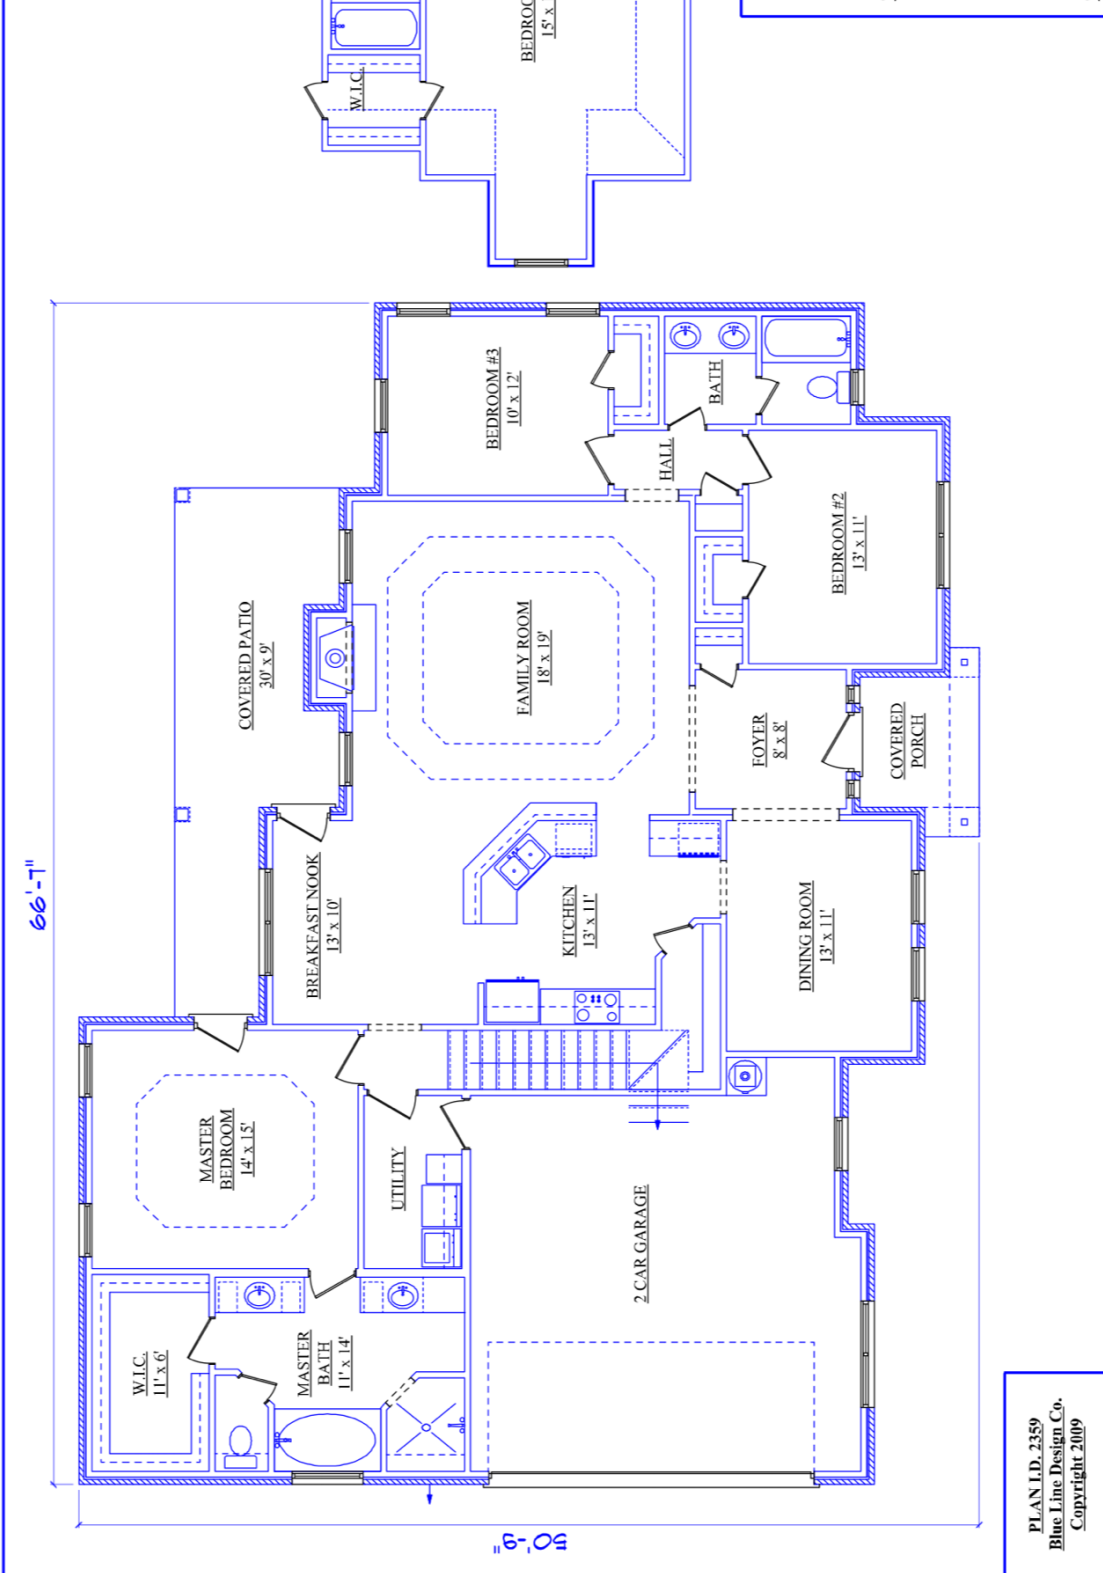 BEDROO
15' x 1
W.I.C.
66'-7"
COVERED PATIO
30' x 9'
BEDROOM #3
10' x 12'
BATH
HALL
BEDROOM #2
13' x 11'
FAMILY ROOM
18' x 19'
FOYER
8' x 8'
COVERED
PORCH
BREAKFAST NOOK
13' x 10'
KITCHEN
13' x 11'
DINING ROOM
13' x 11'
MASTER
BEDROOM
14' x 15'
UTILITY
2 CAR GARAGE
W.I.C.
11' x 6'
MASTER
BATH
11' x 14'
50'-9"
PLAN I.D. 2359
Blue Line Design Co.
Copyright 2009